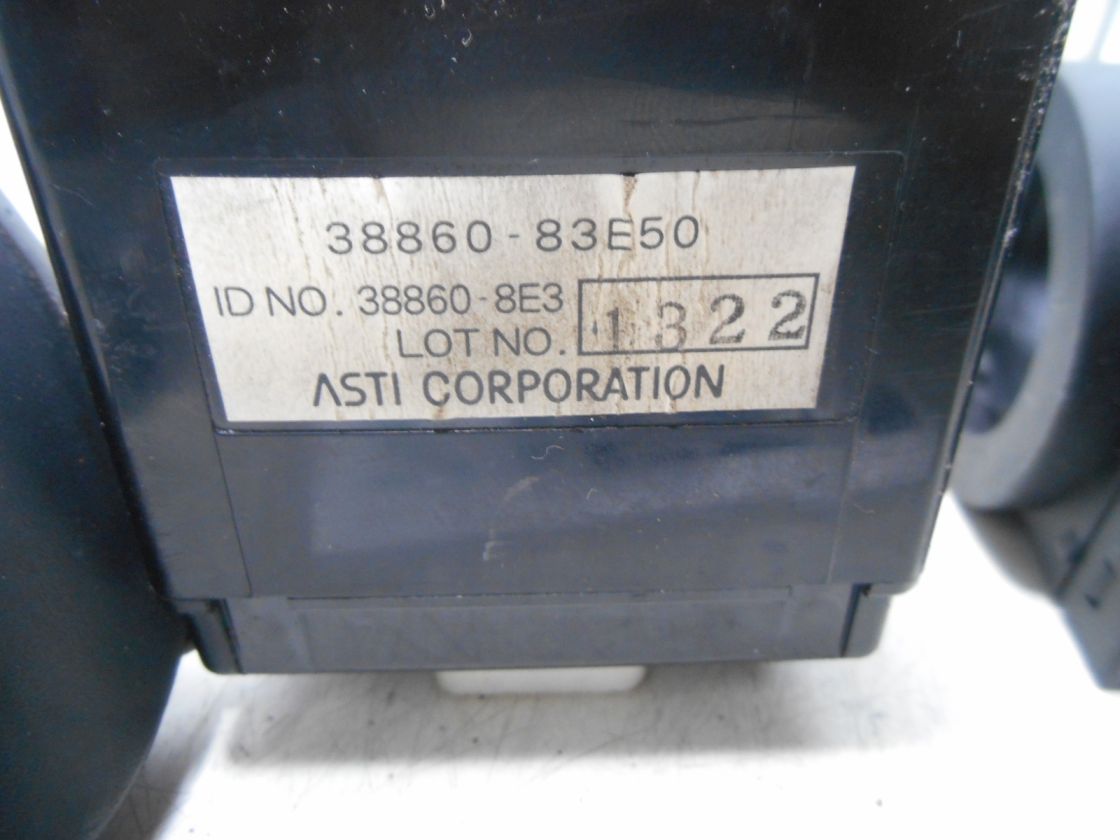 38860-83E50
ID NO. 38860-8E3
LOT NO. 1322
ASTI CORPORATION